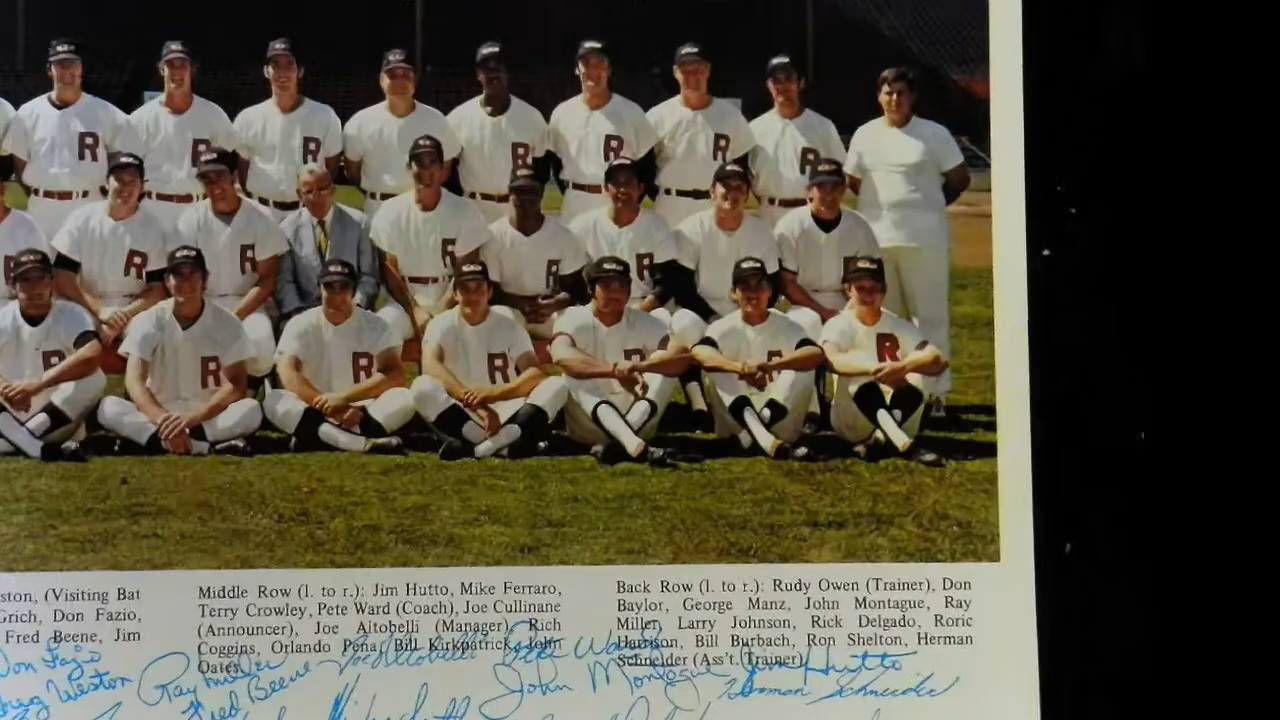 ston, (Visiting Bat
Grich, Don Fazio,
Fred Beene, Jim
Middle Row (l. to r.): Jim Hutto, Mike Ferraro,
Terry Crowley, Pete Ward (Coach), Joe Cullinane
(Announcer), Joe Altobelli (Manager), Rich
Coggins, Orlando Pena, Bill Kirkpatrick, John
Oates.
Back Row (l. to r.): Rudy Owen (Trainer), Don
Baylor, George Manz, John Montague, Ray
Miller, Larry Johnson, Rick Delgado, Roric
Harrison, Bill Burbach, Ron Shelton, Herman
Schneider (Ass't. Trainer)
Don Fazio
Greg Weston
Ray Miller
Fred Beene
Joe Altobelli
Pete Ward
John Montague
Jim Hutto
Herman Schneider
R R R R R R R
R R R R R R
R R R R R R